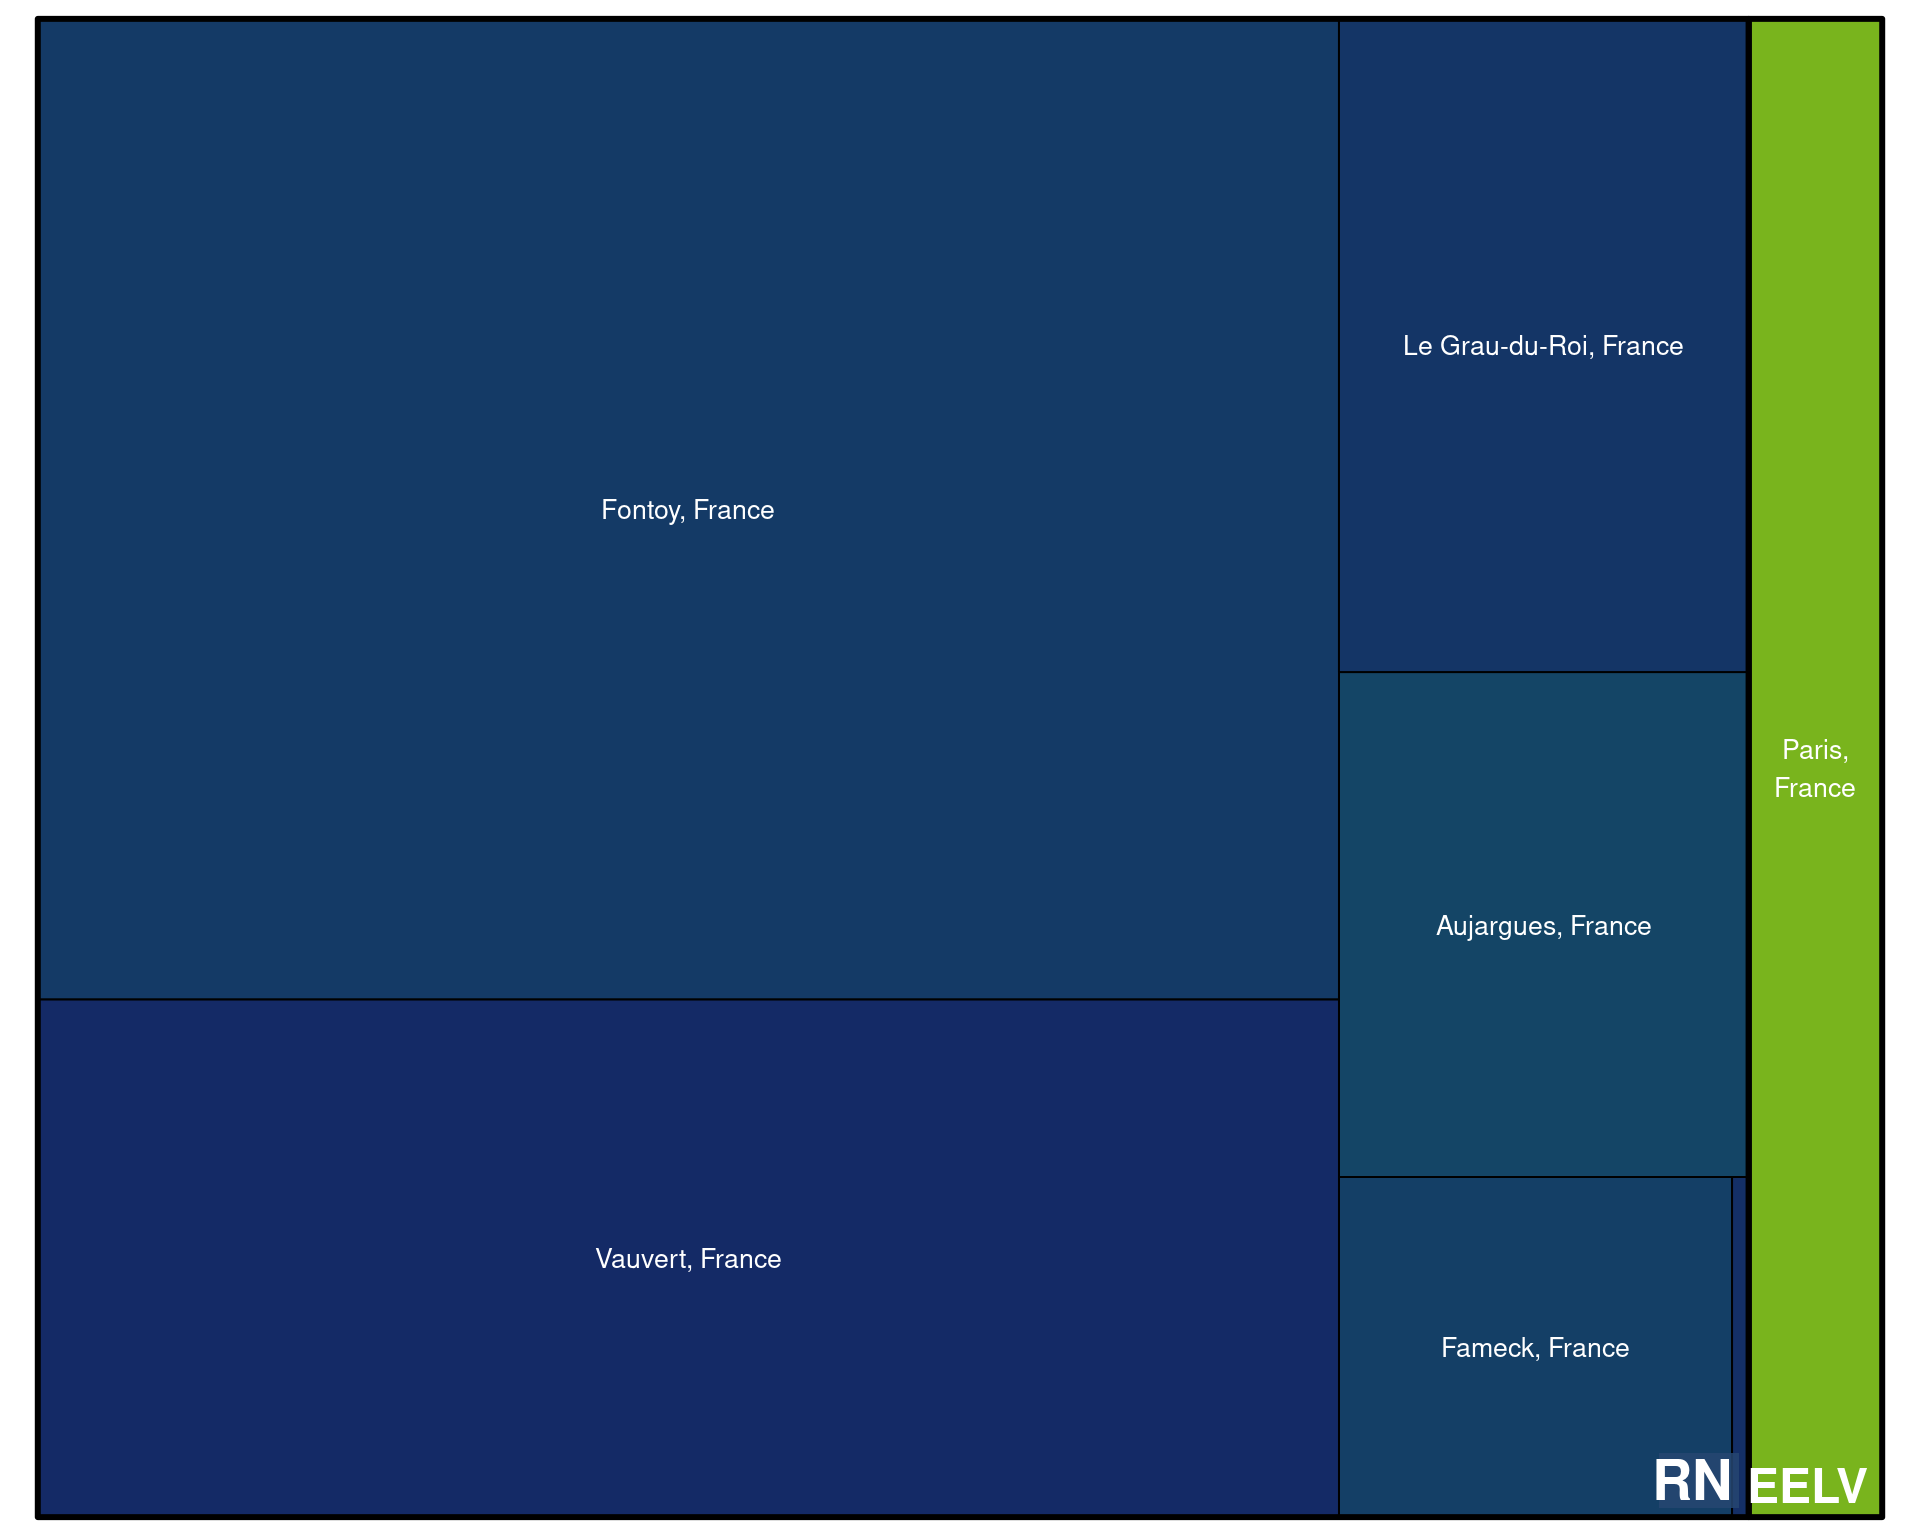 Fontoy, France
Vauvert, France
Le Grau-du-Roi, France
Aujargues, France
Fameck, France
RN
Paris,
France
EELV